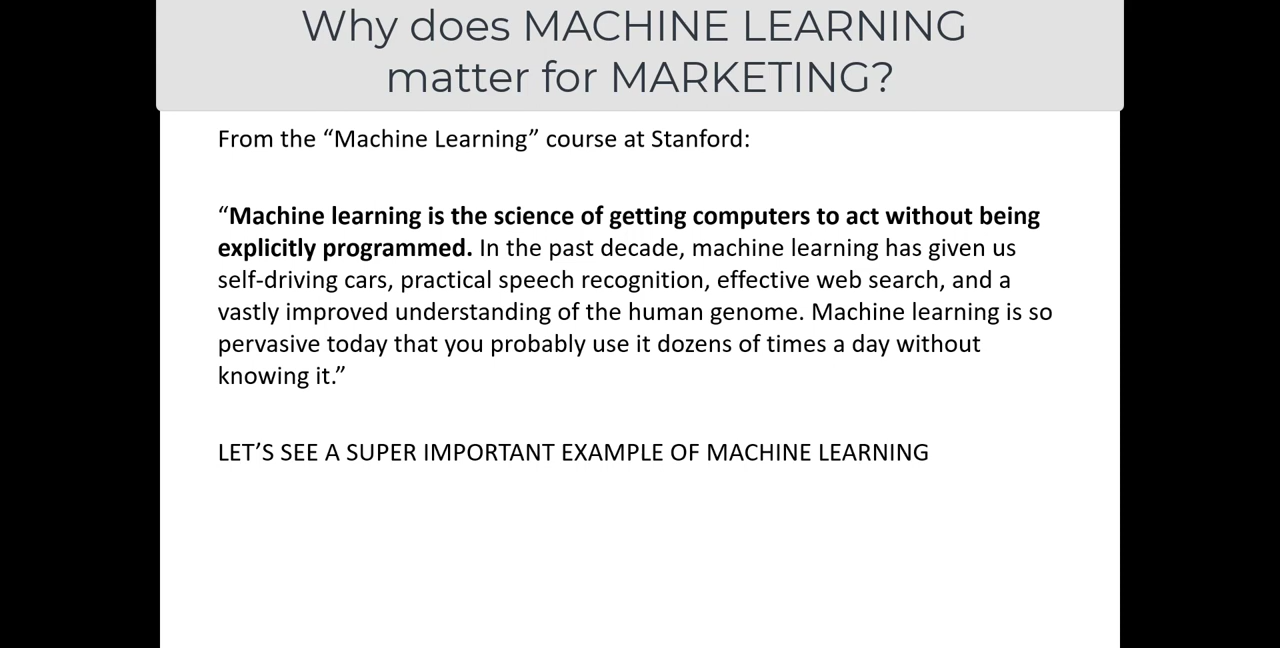 Why does MACHINE LEARNING
matter for MARKETING?
From the “Machine Learning” course at Stanford:
“Machine learning is the science of getting computers to act without being
explicitly programmed. In the past decade, machine learning has given us
self-driving cars, practical speech recognition, effective web search, and a
vastly improved understanding of the human genome. Machine learning is so
pervasive today that you probably use it dozens of times a day without
knowing it.”
LET’S SEE A SUPER IMPORTANT EXAMPLE OF MACHINE LEARNING